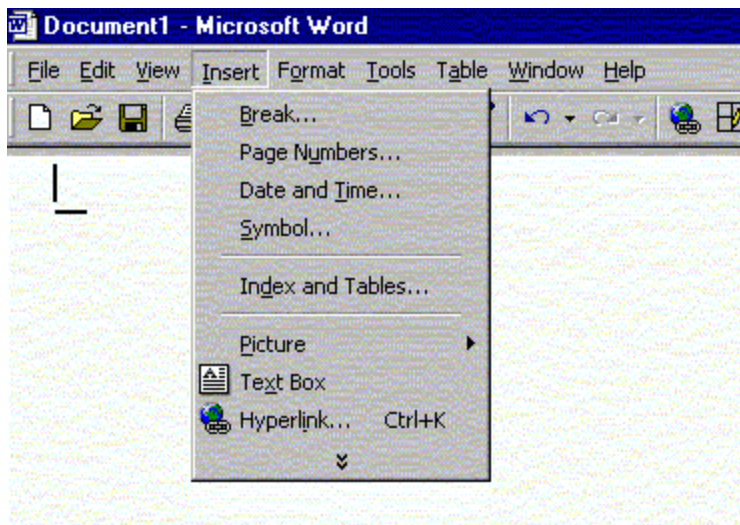 Document1 - Microsoft Word
File Edit View Insert Format Tools Table Window Help
Break...
Page Numbers...
Date and Time...
Symbol...
Index and Tables...
Picture
Text Box
Hyperlink... Ctrl+K